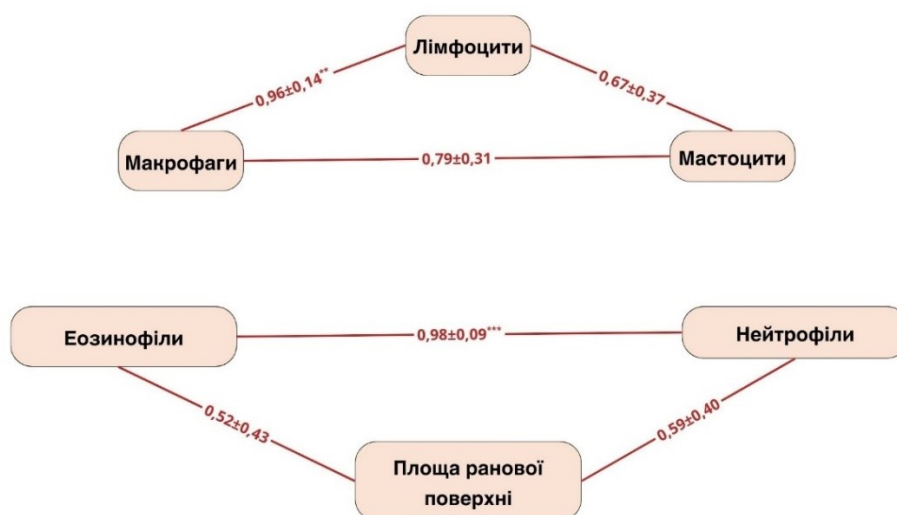 Лімфоцити
0,96±0,14**
0,67±0,37
Макрофаги
0,79±0,31
Мастоцити
Еозинофіли
0,98±0,09***
Нейтрофіли
0,52±0,43
0,59±0,40
Площа ранової
поверхні